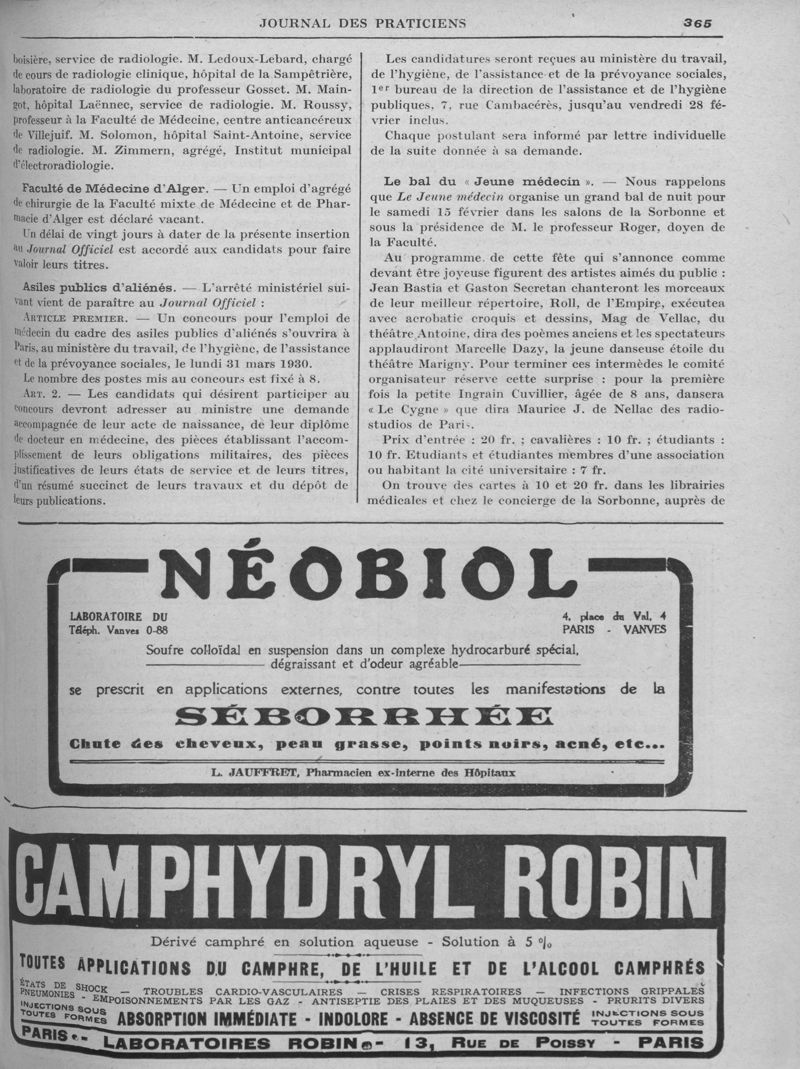 JOURNAL DES PRATICIENS
365
boisière, service de radiologie. M. Ledoux-Lebard, chargé
de cours de radiologie clinique, hôpital de la Sampêtrière,
laboratoire de radiologie du professeur Gosset. M. Main-
got, hôpital Laënnec, service de radiologie. M. Roussy,
professeur à la Faculté de Médecine, centre anticancéreux
de Villejuif. M. Solomon, hôpital Saint-Antoine, service
de radiologie. M. Zimmern, agrégé, Institut municipal
d'électroradiologie.
Faculté de Médecine d'Alger. — Un emploi d'agrégé
de chirurgie de la Faculté mixte de Médecine et de Phar-
macie d'Alger est déclaré vacant.
Un délai de vingt jours à dater de la présente insertion
au Journal Officiel est accordé aux candidats pour faire
valoir leurs titres.
Asiles publics d'aliénés. — L'arrêté ministériel sui-
vant vient de paraître au Journal Officiel :
ARTICLE PREMIER. — Un concours pour l'emploi de
médecin du cadre des asiles publics d'aliénés s'ouvrira à
Paris, au ministère du travail, de l'hygiène, de l'assistance
et de la prévoyance sociales, le lundi 31 mars 1930.
Le nombre des postes mis au concours est fixé à 8.
ART. 2. — Les candidats qui désirent participer au
concours devront adresser au ministre une demande
accompagnée de leur acte de naissance, de leur diplôme
de docteur en médecine, des pièces établissant l'accom-
plissement de leurs obligations militaires, des pièces
justificatives de leurs états de service et de leurs titres,
d'un résumé succinct de leurs travaux et du dépôt de
leurs publications.
Les candidatures seront reçues au ministère du travail,
de l'hygiène, de l'assistance et de la prévoyance sociales,
1er bureau de la direction de l'assistance et de l'hygiène
publiques, 7, rue Cambacérès, jusqu'au vendredi 28 fé-
vrier inclus.
Chaque postulant sera informé par lettre individuelle
de la suite donnée à sa demande.
Le bal du « Jeune médecin ». — Nous rappelons
que Le Jeune médecin organise un grand bal de nuit pour
le samedi 15 février dans les salons de la Sorbonne et
sous la présidence de M. le professeur Roger, doyen de
la Faculté.
Au programme de cette fête qui s'annonce comme
devant être joyeuse figurent des artistes aimés du public :
Jean Bastia et Gaston Secretan chanteront les morceaux
de leur meilleur répertoire, Roll, de l'Empire, exécutea
avec acrobatie croquis et dessins, Mag de Vellac, du
théâtre Antoine, dira des poèmes anciens et les spectateurs
applaudiront Marcelle Dazy, la jeune danseuse étoile du
théâtre Marigny. Pour terminer ces intermèdes le comité
organisateur réserve cette surprise : pour la première
fois la petite Ingrain Cuvillier, âgée de 8 ans, dansera
« Le Cygne » que dira Maurice J. de Nellac des radio-
studios de Paris.
Prix d'entrée : 20 fr. ; cavalières : 10 fr. ; étudiants :
10 fr. Etudiants et étudiantes membres d'une association
ou habitant la cité universitaire : 7 fr.
On trouve des cartes à 10 et 20 fr. dans les librairies
médicales et chez le concierge de la Sorbonne, auprès de
NÉOBIOL
LABORATOIRE DU
Téléph. Vanves 0-88
4, place du Val, 4
PARIS - VANVES
Soufre colloïdal en suspension dans un complexe hydrocarburé spécial,
dégraissant et d'odeur agréable
se prescrit en applications externes, contre toutes les manifestations de la
SÉBORRHÉE
Chute des cheveux, peau grasse, points noirs, acné, etc...
L. JAUFFRET, Pharmacien ex-interne des Hôpitaux
CAMPHYDRYL ROBIN
Dérivé camphré en solution aqueuse - Solution à 5 %
TOUTES APPLICATIONS DU CAMPHRE, DE L'HUILE ET DE L'ALCOOL CAMPHRÉS
ÉTATS DE SHOCK — TROUBLES CARDIO-VASCULAIRES — CRISES RESPIRATOIRES — INFECTIONS GRIPPALES
PNEUMONIES - EMPOISONNEMENTS PAR LES GAZ - ANTISEPTIE DES PLAIES ET DES MUQUEUSES - PRURITS DIVERS
INJECTIONS SOUS TOUTES FORMES ABSORPTION IMMÉDIATE - INDOLORE - ABSENCE DE VISCOSITÉ INJECTIONS SOUS TOUTES FORMES
PARIS - LABORATOIRES ROBIN - 13, RUE DE POISSY - PARIS